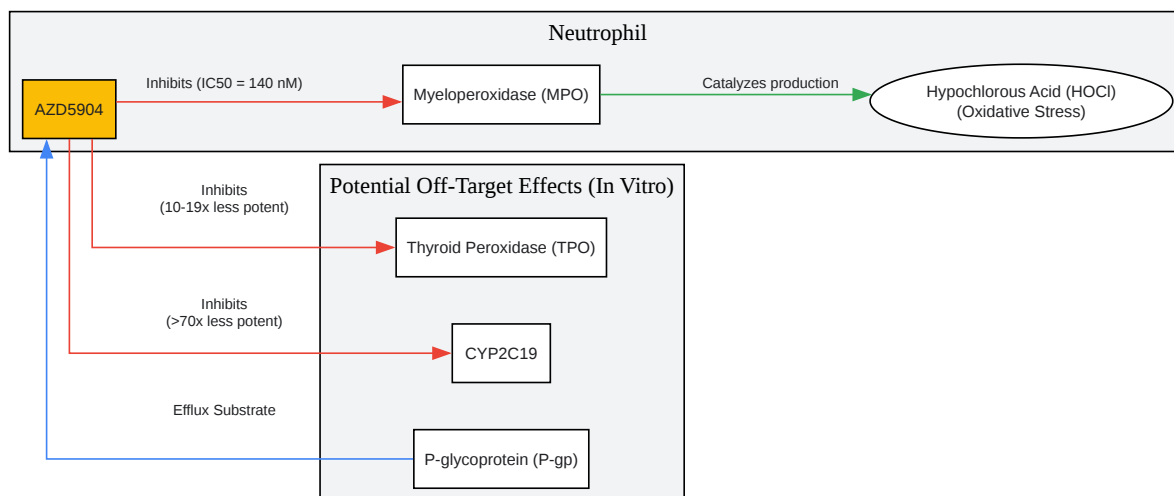 Neutrophil
AZD5904
Inhibits (IC50 = 140 nM)
Myeloperoxidase (MPO)
Catalyzes production
Hypochlorous Acid (HOCl)
(Oxidative Stress)
Potential Off-Target Effects (In Vitro)
Inhibits
(10-19x less potent)
Thyroid Peroxidase (TPO)
Inhibits
(>70x less potent)
CYP2C19
Efflux Substrate
P-glycoprotein (P-gp)